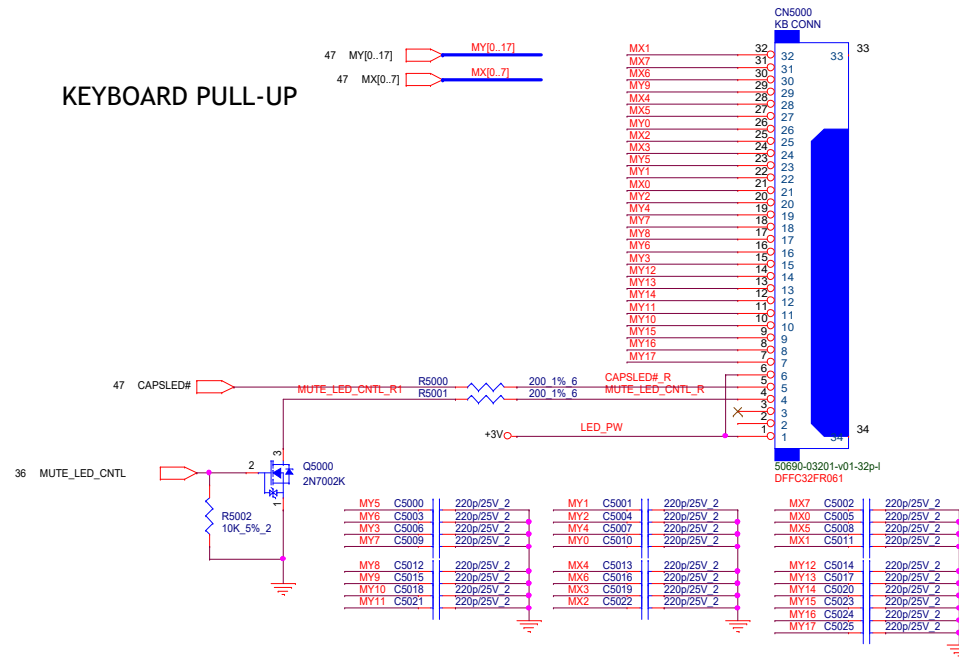 CN5000
KB CONN
47 MY[0..17] MY[0..17]
47 MX[0..7] MX[0..7]
KEYBOARD PULL-UP
33
MX1 32 32 33
MX7 31 31
MX6 30 30
MY9 29 29
MX4 28 28
MX5 27 27
MY0 26 26
MX2 25 25
MX3 24 24
MY5 23 23
MY1 22 22
MX0 21 21
MY2 20 20
MY4 19 19
MY7 18 18
MY8 17 17
MY6 16 16
MY3 15 15
MY12 14 14
MY13 13 13
MY14 12 12
MY11 11 11
MY10 10 10
MY15 9 9
MY16 8 8
MY17 7 7
6 6
47 CAPSLED# R5000 200_1%_6 CAPSLED#_R 5 5
MUTE_LED_CNTL_R1 R5001 200_1%_6 MUTE_LED_CNTL_R 4 4
3 3
2 2
+3V LED_PW 1 1 34
34
50690-03201-v01-32p-l
DFFC32FR061
36 MUTE_LED_CNTL 2 3 1
Q5000
2N7002K
R5002
10K_5%_2
MY5 C5000 220p/25V_2
MY6 C5003 220p/25V_2
MY3 C5006 220p/25V_2
MY7 C5009 220p/25V_2
MY8 C5012 220p/25V_2
MY9 C5015 220p/25V_2
MY10 C5018 220p/25V_2
MY11 C5021 220p/25V_2
MY1 C5001 220p/25V_2
MY2 C5004 220p/25V_2
MY4 C5007 220p/25V_2
MY0 C5010 220p/25V_2
MX4 C5013 220p/25V_2
MX6 C5016 220p/25V_2
MX3 C5019 220p/25V_2
MX2 C5022 220p/25V_2
MX7 C5002 220p/25V_2
MX0 C5005 220p/25V_2
MX5 C5008 220p/25V_2
MX1 C5011 220p/25V_2
MY12 C5014 220p/25V_2
MY13 C5017 220p/25V_2
MY14 C5020 220p/25V_2
MY15 C5023 220p/25V_2
MY16 C5024 220p/25V_2
MY17 C5025 220p/25V_2